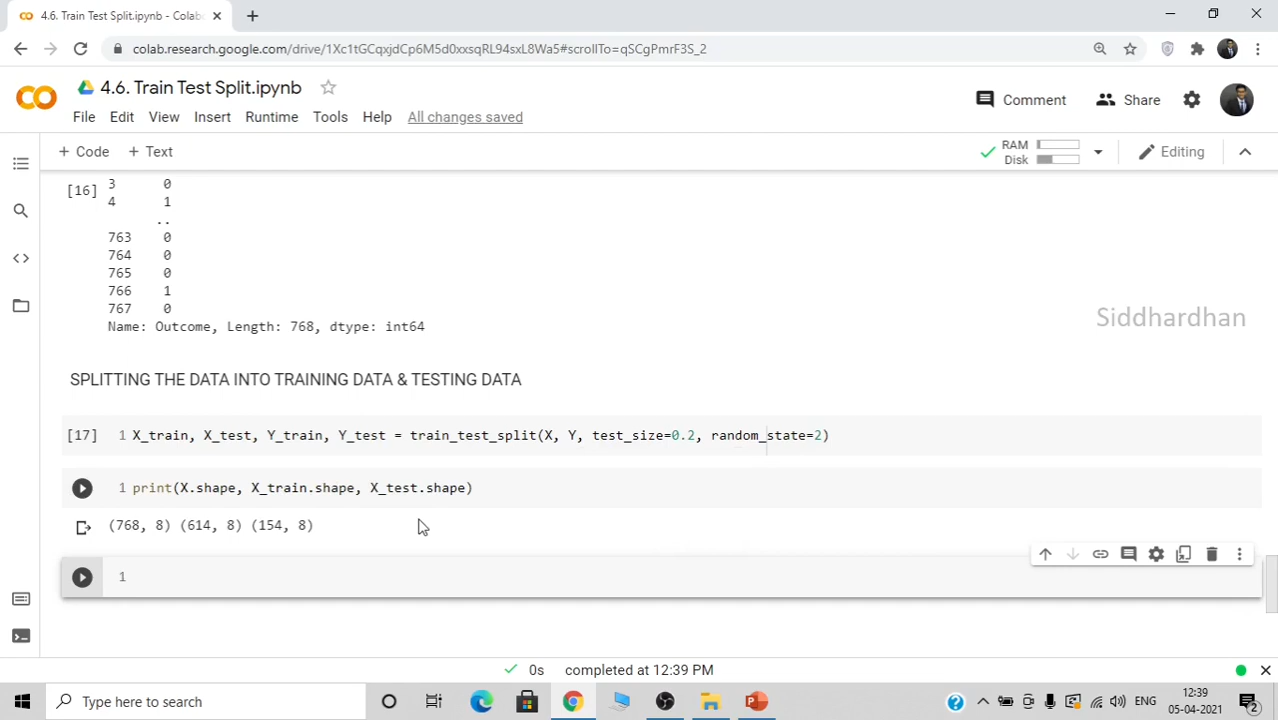 4.6. Train Test Split.ipynb - Colab
colab.research.google.com/drive/1Xc1tGCqxjdCp6M5d0xxsqRL94sxL8Wa5#scrollTo=qSCgPmrF3S_2
4.6. Train Test Split.ipynb
Comment
Share
File Edit View Insert Runtime Tools Help All changes saved
+ Code + Text
RAM
Disk
Editing
[16]
3 0
4 1
..
763 0
764 0
765 0
766 1
767 0
Name: Outcome, Length: 768, dtype: int64
Siddhardhan
SPLITTING THE DATA INTO TRAINING DATA & TESTING DATA
[17] 1 X_train, X_test, Y_train, Y_test = train_test_split(X, Y, test_size=0.2, random_state=2)
1 print(X.shape, X_train.shape, X_test.shape)
(768, 8) (614, 8) (154, 8)
1
0s completed at 12:39 PM
Type here to search
ENG
12:39
05-04-2021
2